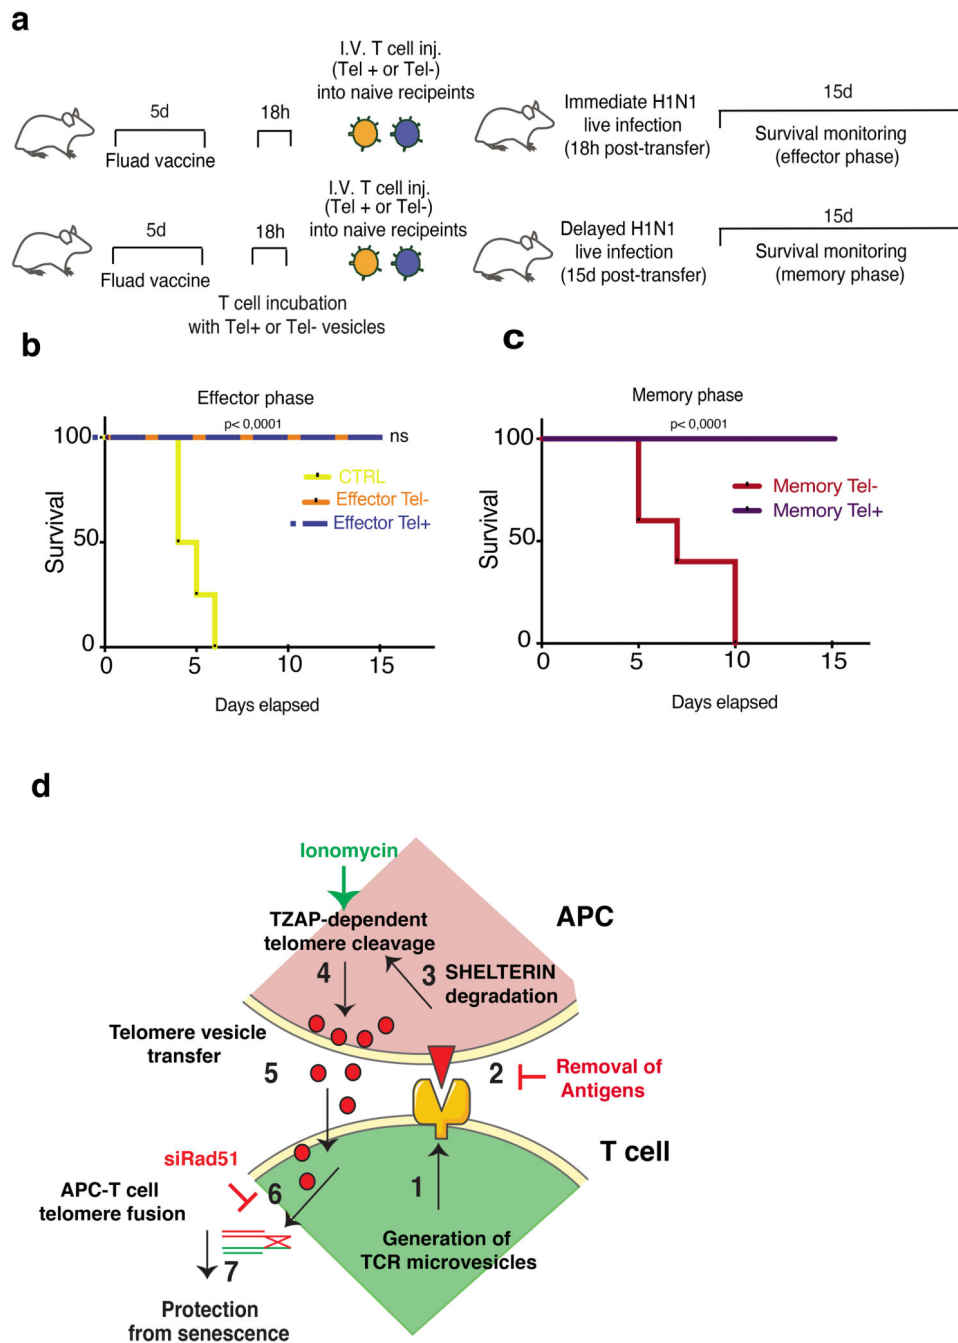 a
5d
Fluad vaccine
18h
I.V. T cell inj.
(Tel + or Tel-)
into naive recipeints
Immediate H1N1
live infection
(18h post-transfer)
15d
Survival monitoring
(effector phase)
5d
Fluad vaccine
18h
I.V. T cell inj.
(Tel + or Tel-)
into naive recipeints
Delayed H1N1
live infection
(15d post-transfer)
15d
Survival monitoring
(memory phase)
T cell incubation
with Tel+ or Tel- vesicles
b
Effector phase
p< 0,0001
ns
CTRL
Effector Tel-
Effector Tel+
Survival
100
50
0
0 5 10 15
Days elapsed
c
Memory phase
p< 0,0001
Memory Tel-
Memory Tel+
Survival
100
50
0
0 5 10 15
Days elapsed
d
Ionomycin
TZAP-dependent
telomere cleavage
APC
4
3
SHELTERIN
degradation
Telomere vesicle
transfer
5
2
Removal of
Antigens
T cell
siRad51
6
1
APC-T cell
telomere fusion
Generation of
TCR microvesicles
7
Protection
from senescence